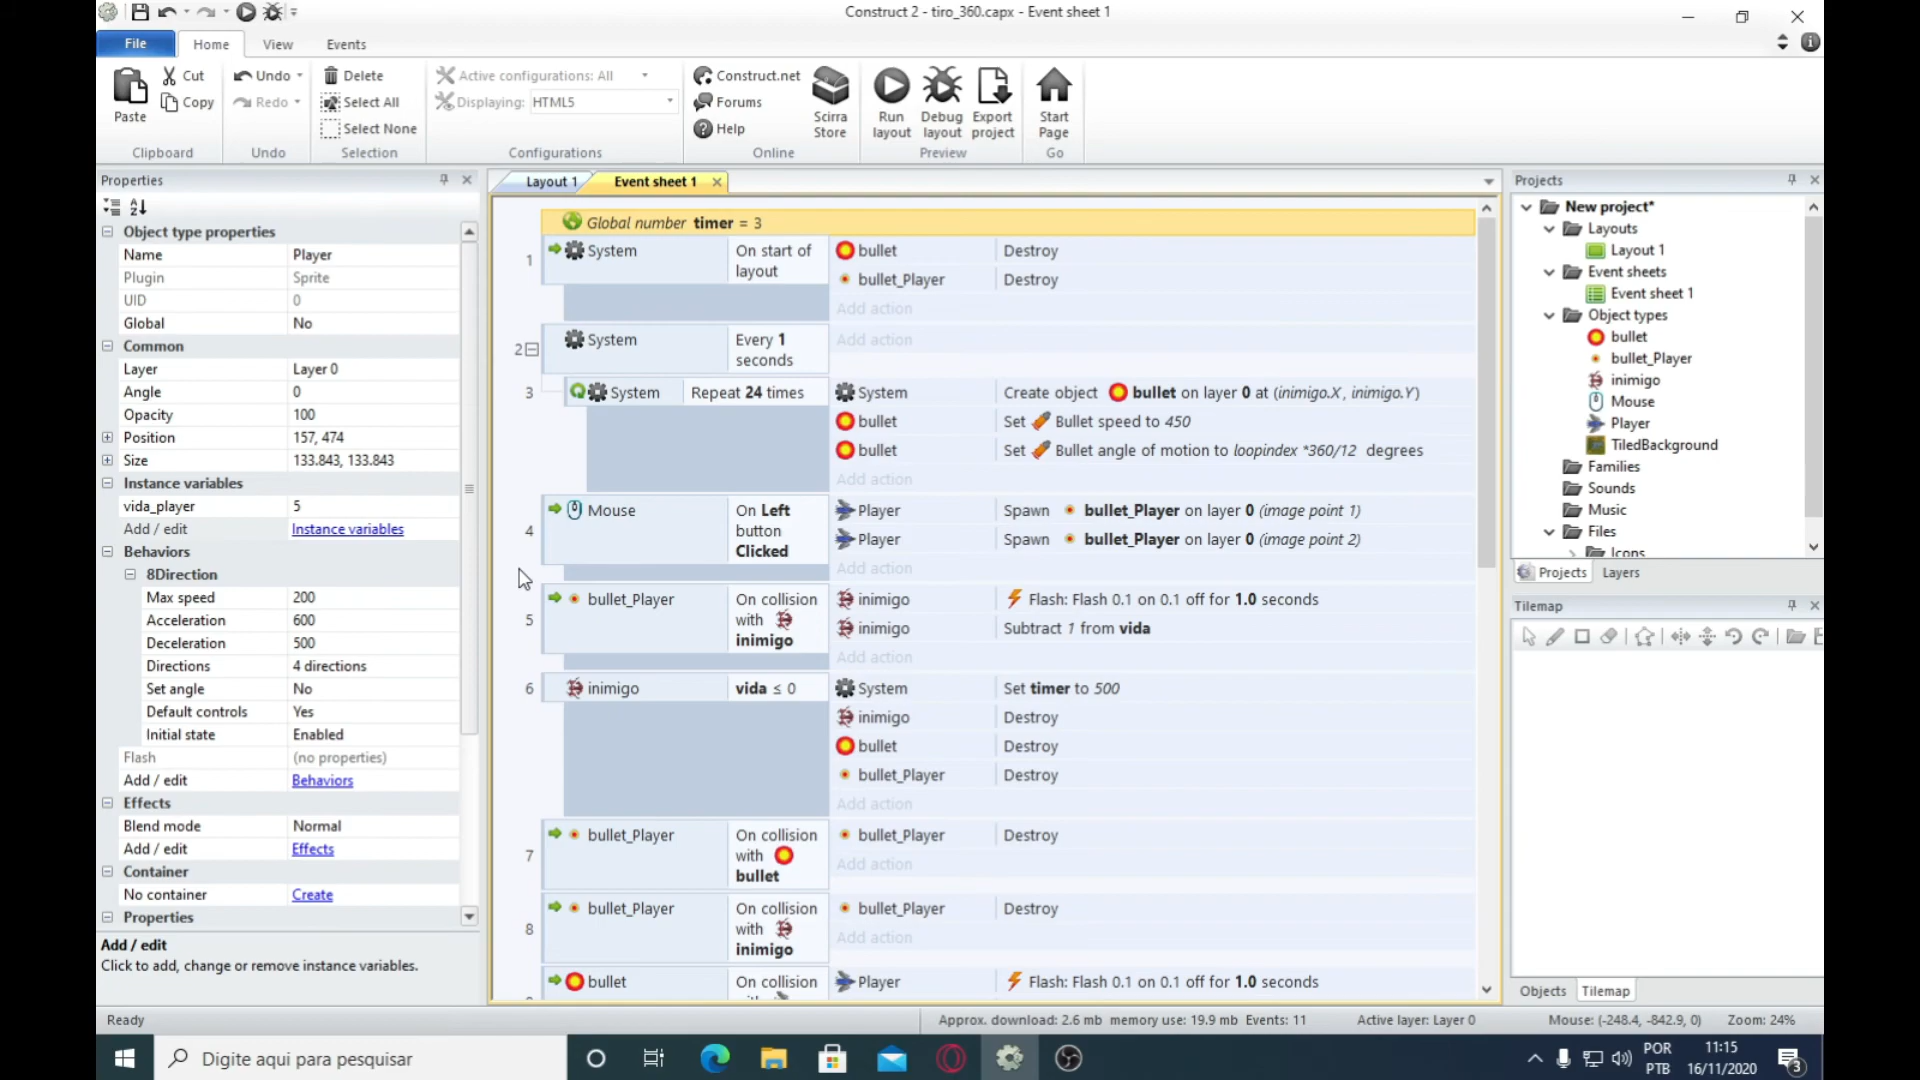 Construct 2 - tiro_360.capx - Event sheet 1
File Home View Events
Paste Cut Copy Clipboard
Undo Redo Undo
Delete Select All Select None Selection
Active configurations: All
Displaying: HTML5
Configurations
Construct.net Forums Help
Scirra Store
Online
Run layout Debug layout Export project
Preview
Start Page
Go
Properties
Object type properties
Name Player
Plugin Sprite
UID 0
Global No
Common
Layer Layer 0
Angle 0
Opacity 100
Position 157, 474
Size 133.843, 133.843
Instance variables
vida_player 5
Add / edit Instance variables
Behaviors
8Direction
Max speed 200
Acceleration 600
Deceleration 500
Directions 4 directions
Set angle No
Default controls Yes
Initial state Enabled
Flash (no properties)
Add / edit Behaviors
Effects
Blend mode Normal
Add / edit Effects
Container
No container Create
Properties
Add / edit
Click to add, change or remove instance variables.
Layout 1 Event sheet 1
Global number timer = 3
1 System On start of layout bullet Destroy
bullet_Player Destroy
Add action
2 System Every 1 seconds Add action
3 System Repeat 24 times System Create object bullet on layer 0 at (inimigo.X, inimigo.Y)
bullet Set Bullet speed to 450
bullet Set Bullet angle of motion to loopindex *360/12 degrees
Add action
4 Mouse On Left button Clicked Player Spawn bullet_Player on layer 0 (image point 1)
Player Spawn bullet_Player on layer 0 (image point 2)
Add action
5 bullet_Player On collision with inimigo inimigo Flash: Flash 0.1 on 0.1 off for 1.0 seconds
inimigo Subtract 1 from vida
Add action
6 inimigo vida ≤ 0 System Set timer to 500
inimigo Destroy
bullet Destroy
bullet_Player Destroy
Add action
7 bullet_Player On collision with bullet bullet_Player Destroy
Add action
8 bullet_Player On collision with inimigo bullet_Player Destroy
Add action
bullet On collision Player Flash: Flash 0.1 on 0.1 off for 1.0 seconds
Projects
New project*
Layouts
Layout 1
Event sheets
Event sheet 1
Object types
bullet
bullet_Player
inimigo
Mouse
Player
TiledBackground
Families
Sounds
Music
Files
Icons
Projects Layers
Tilemap
Objects Tilemap
Ready
Approx. download: 2.6 mb memory use: 19.9 mb Events: 11 Active layer: Layer 0 Mouse: (-248.4, -842.9, 0) Zoom: 24%
Digite aqui para pesquisar
POR PTB
11:15
16/11/2020
3